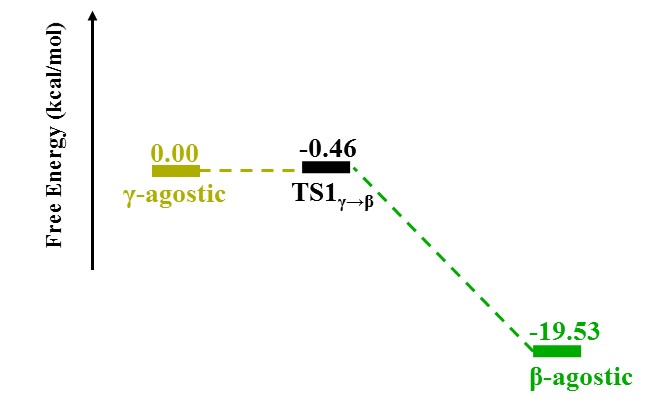 Free Energy (kcal/mol)
0.00
γ-agostic
-0.46
TS1γ→β
-19.53
β-agostic